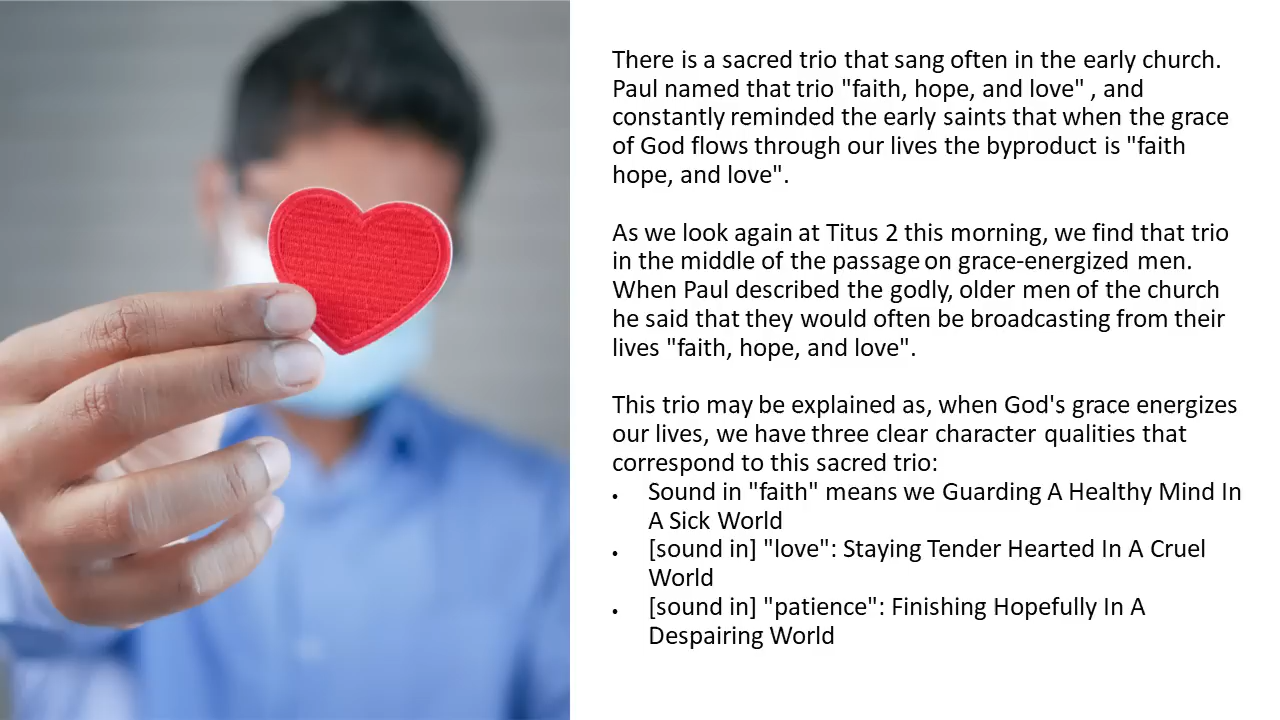 There is a sacred trio that sang often in the early church.
Paul named that trio "faith, hope, and love" , and
constantly reminded the early saints that when the grace
of God flows through our lives the byproduct is "faith
hope, and love".
As we look again at Titus 2 this morning, we find that trio
in the middle of the passage on grace-energized men.
When Paul described the godly, older men of the church
he said that they would often be broadcasting from their
lives "faith, hope, and love".
This trio may be explained as, when God's grace energizes
our lives, we have three clear character qualities that
correspond to this sacred trio:
• Sound in "faith" means we Guarding A Healthy Mind In
A Sick World
• [sound in] "love": Staying Tender Hearted In A Cruel
World
• [sound in] "patience": Finishing Hopefully In A
Despairing World